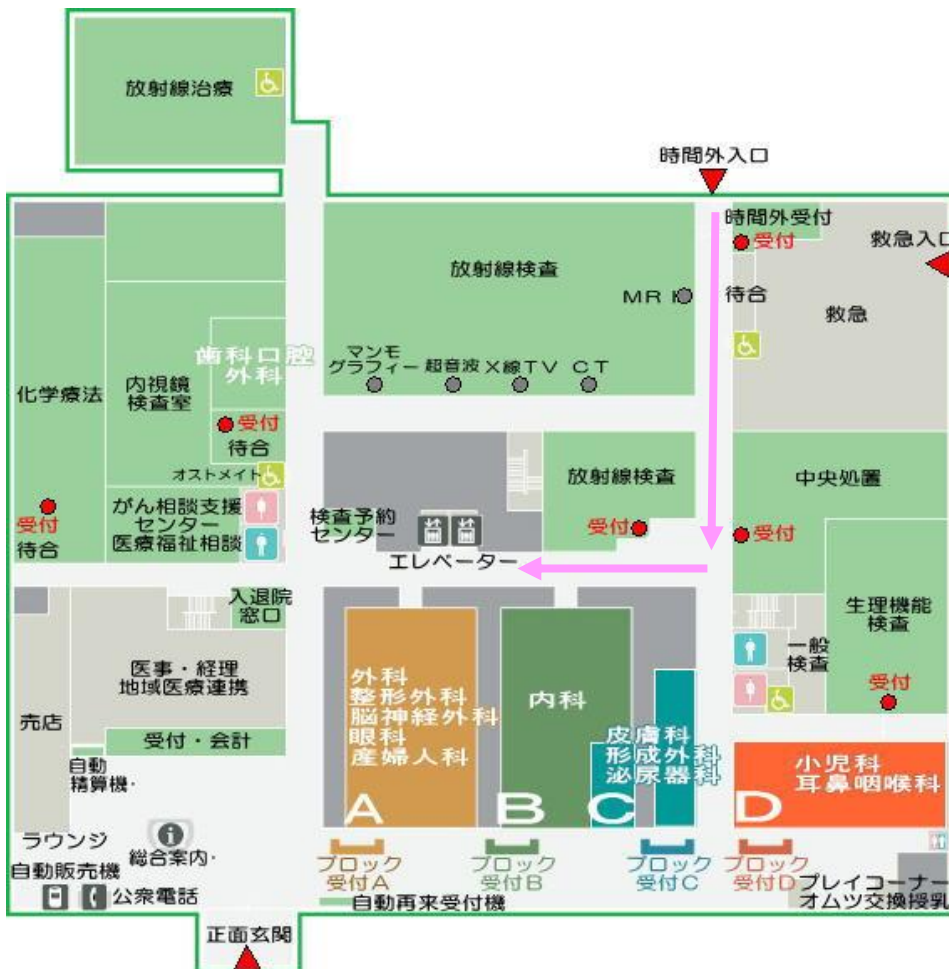 放射線治療
時間外入口
時間外受付
受付
救急入口
放射線検査
MRI
待合
救急
歯科口腔
外科
マンモ
グラフィー
超音波
X線TV
CT
化学療法
内視鏡
検査室
受付
待合
オストメイト
放射線検査
受付
中央処置
受付
受付
待合
がん相談支援
センター
医療福祉相談
検査予約
センター
エレベーター
入退院
窓口
生理機能
検査
一般
検査
受付
医事・経理
地域医療連携
売店
受付・会計
自動
精算機
外科
整形外科
脳神経外科
眼科
産婦人科
A
内科
B
皮膚科
形成外科
泌尿器科
C
小児科
耳鼻咽喉科
D
ラウンジ
自動販売機
総合案内
公衆電話
ブロック
受付A
ブロック
受付B
ブロック
受付C
ブロック
受付D
プレイコーナー
オムツ交換授乳
自動再来受付機
正面玄関